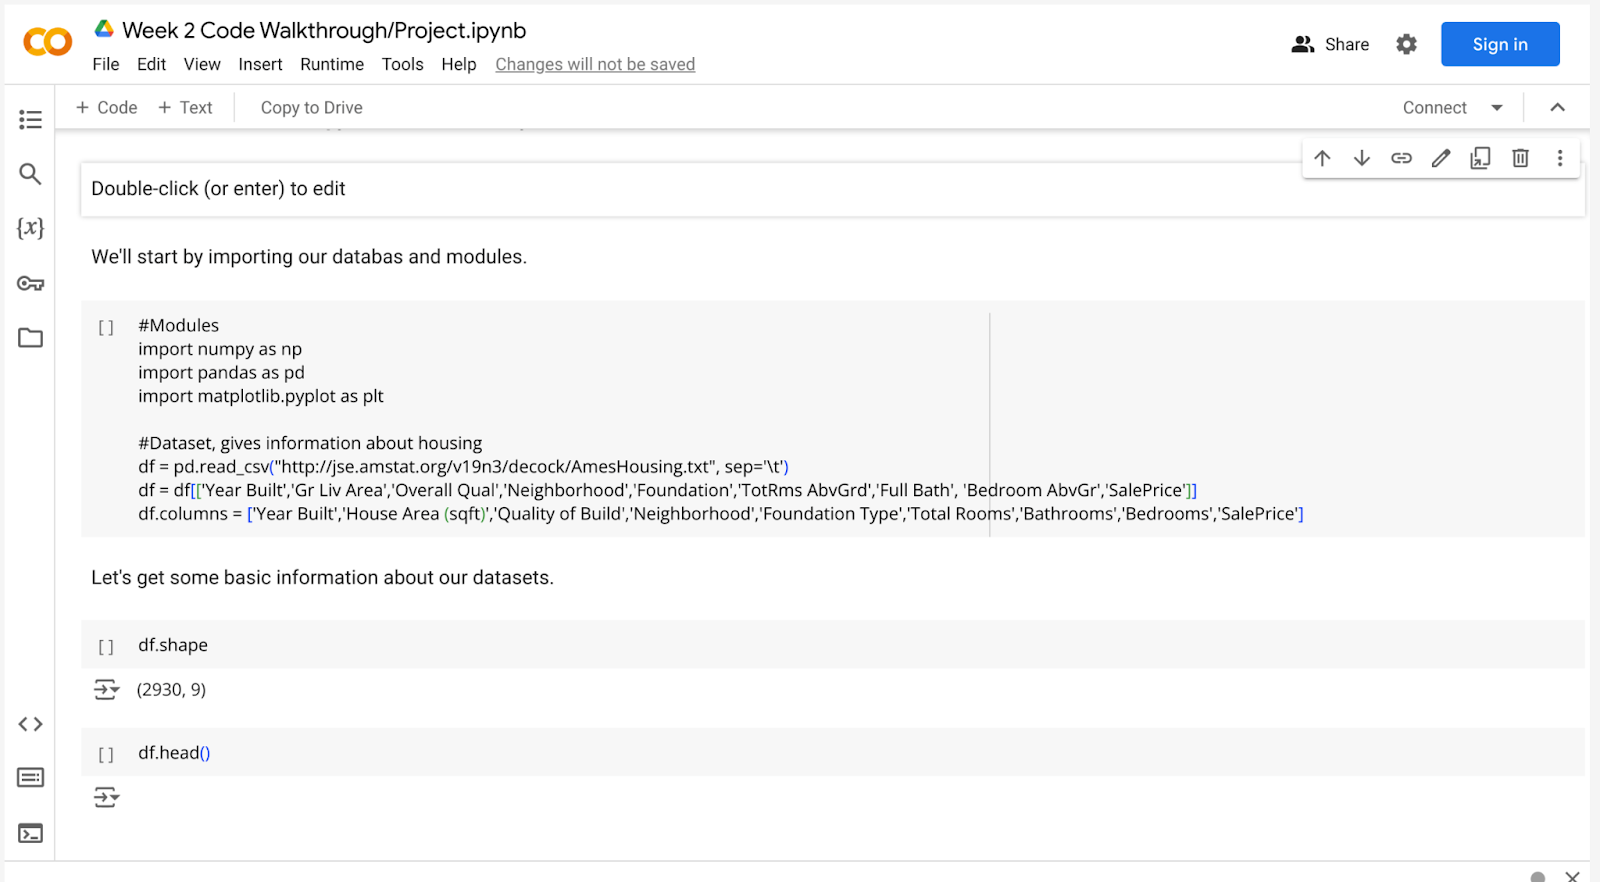 Week 2 Code Walkthrough/Project.ipynb
File Edit View Insert Runtime Tools Help Changes will not be saved
Share
Sign in
+ Code + Text Copy to Drive
Connect
{x}
Double-click (or enter) to edit
We'll start by importing our databas and modules.
[ ] #Modules
import numpy as np
import pandas as pd
import matplotlib.pyplot as plt
#Dataset, gives information about housing
df = pd.read_csv("http://jse.amstat.org/v19n3/decock/AmesHousing.txt", sep='\t')
df = df[['Year Built','Gr Liv Area','Overall Qual','Neighborhood','Foundation','TotRms AbvGrd','Full Bath', 'Bedroom AbvGr','SalePrice']]
df.columns = ['Year Built','House Area (sqft)','Quality of Build','Neighborhood','Foundation Type','Total Rooms','Bathrooms','Bedrooms','SalePrice']
Let's get some basic information about our datasets.
[ ] df.shape
(2930, 9)
[ ] df.head()